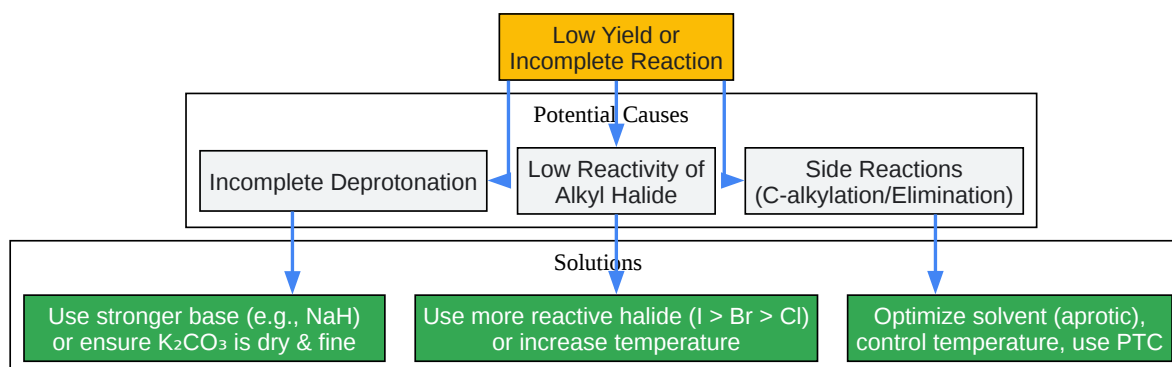 Low Yield or
Incomplete Reaction
Potential Causes
Incomplete Deprotonation
Low Reactivity of
Alkyl Halide
Side Reactions
(C-alkylation/Elimination)
Solutions
Use stronger base (e.g., NaH)
or ensure K₂CO₃ is dry & fine
Use more reactive halide (I > Br > Cl)
or increase temperature
Optimize solvent (aprotic),
control temperature, use PTC